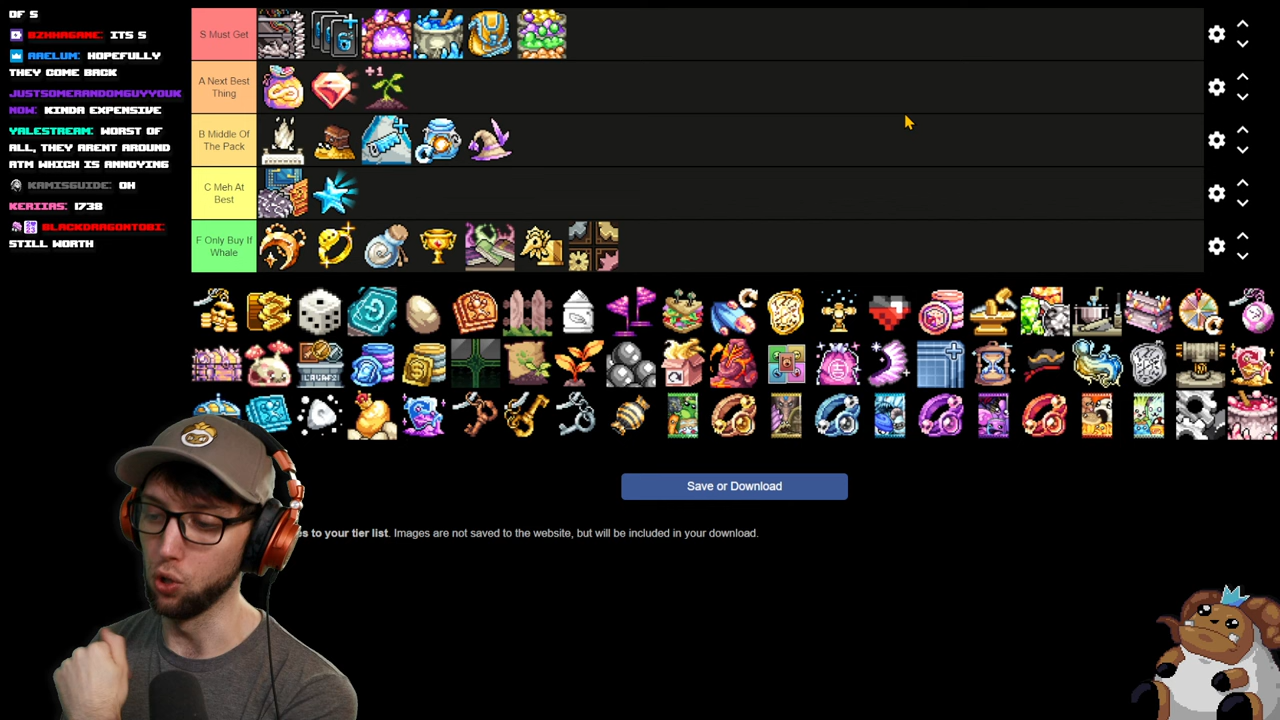 OF S
BZHHAGAME: ITS S
AAELUM: HOPEFULLY
THEY COME BACK
JUSTSOMERANDOMGUYYOUK
NOW: KINDA EXPENSIVE
YALESTREAM: WORST OF
ALL, THEY ARENT AROUND
ATM WHICH IS ANNOYING
KAMISGUIDE: OH
KERIIAS: 1738
BLACKDRAGONTOBI:
STILL WORTH
S Must Get
A Next Best
Thing
+1
B Middle Of
The Pack
C Meh At
Best
F Only Buy If
Whale
Save or Download
es to your tier list. Images are not saved to the website, but will be included in your download.